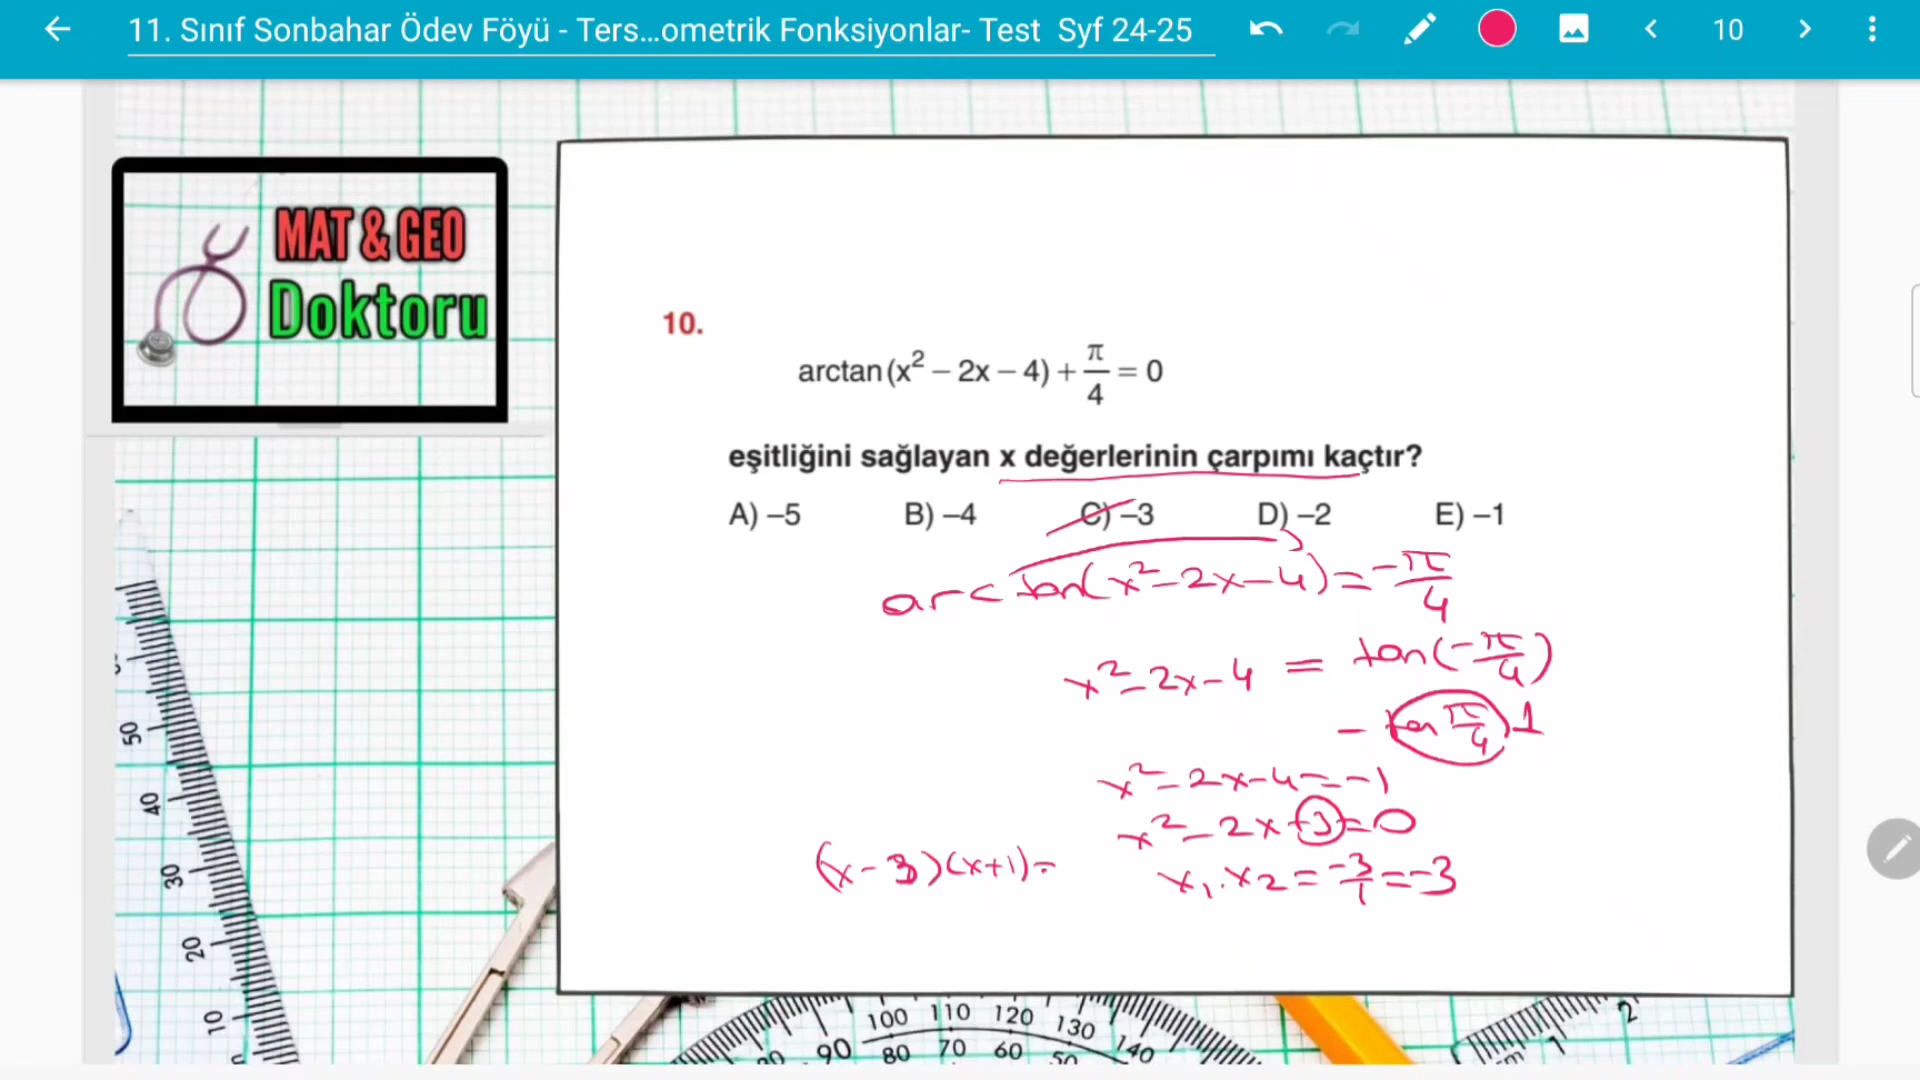 11. Sınıf Sonbahar Ödev Föyü - Ters...ometrik Fonksiyonlar- Test Syf 24-25
10
MAT & GEO
Doktoru
10.
arctan(x² – 2x – 4) + π/4 = 0
eşitliğini sağlayan x değerlerinin çarpımı kaçtır?
A) –5 B) –4 C) –3 D) –2 E) –1
arctan(x²-2x-4) = -π/4
x²-2x-4 = tan(-π/4)
- tan π/4 1
x²-2x-4=-1
x²-2x-3=0
(x-3)(x+1)=
x₁.x₂ = -3/1 = -3
50
40
30
20
10
100 110 120 130 140
90 80 70 60 50
1 2